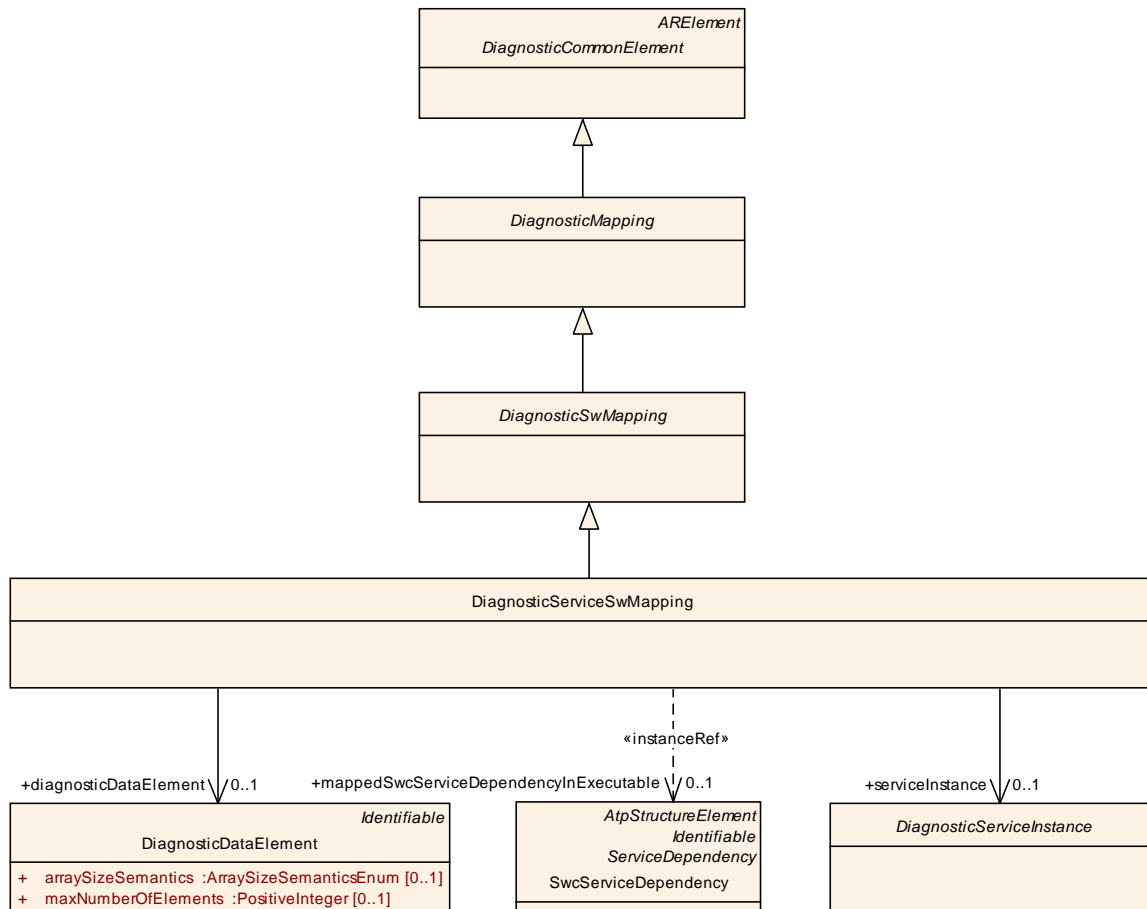 ARElement
DiagnosticCommonElement
DiagnosticMapping
DiagnosticSwMapping
DiagnosticServiceSwMapping
«instanceRef»
+diagnosticDataElement 0..1
+mappedSwcServiceDependencyInExecutable 0..1
+serviceInstance 0..1
Identifiable
DiagnosticDataElement
+ arraySizeSemantics :ArraySizeSemanticsEnum [0..1]
+ maxNumberOfElements :PositiveInteger [0..1]
AtpStructureElement
Identifiable
ServiceDependency
SwcServiceDependency
DiagnosticServiceInstance